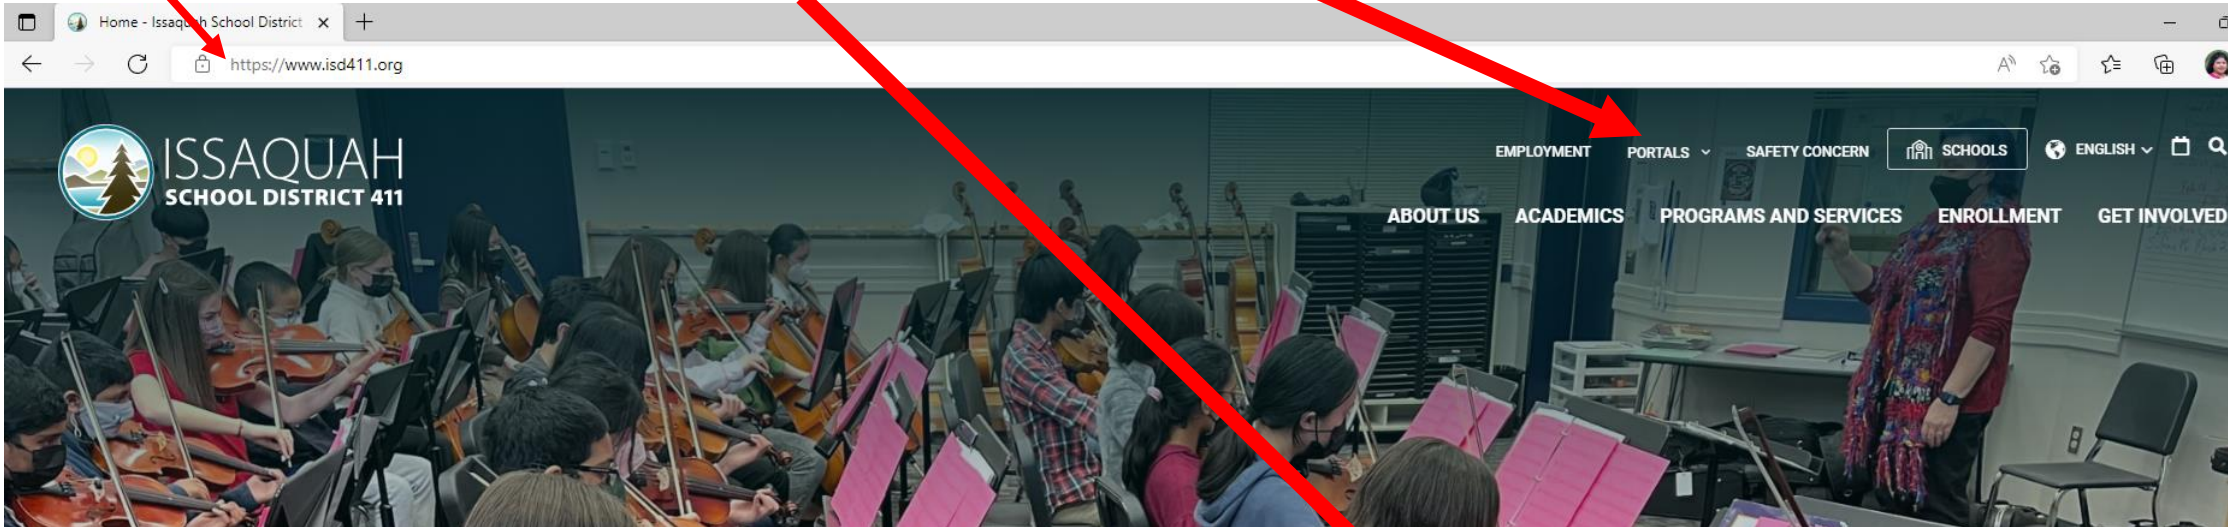 Home - Issaquah School District
https://www.isd411.org
ISSAQUAH
SCHOOL DISTRICT 411
EMPLOYMENT PORTALS SAFETY CONCERN SCHOOLS ENGLISH
ABOUT US ACADEMICS PROGRAMS AND SERVICES ENROLLMENT GET INVOLVED